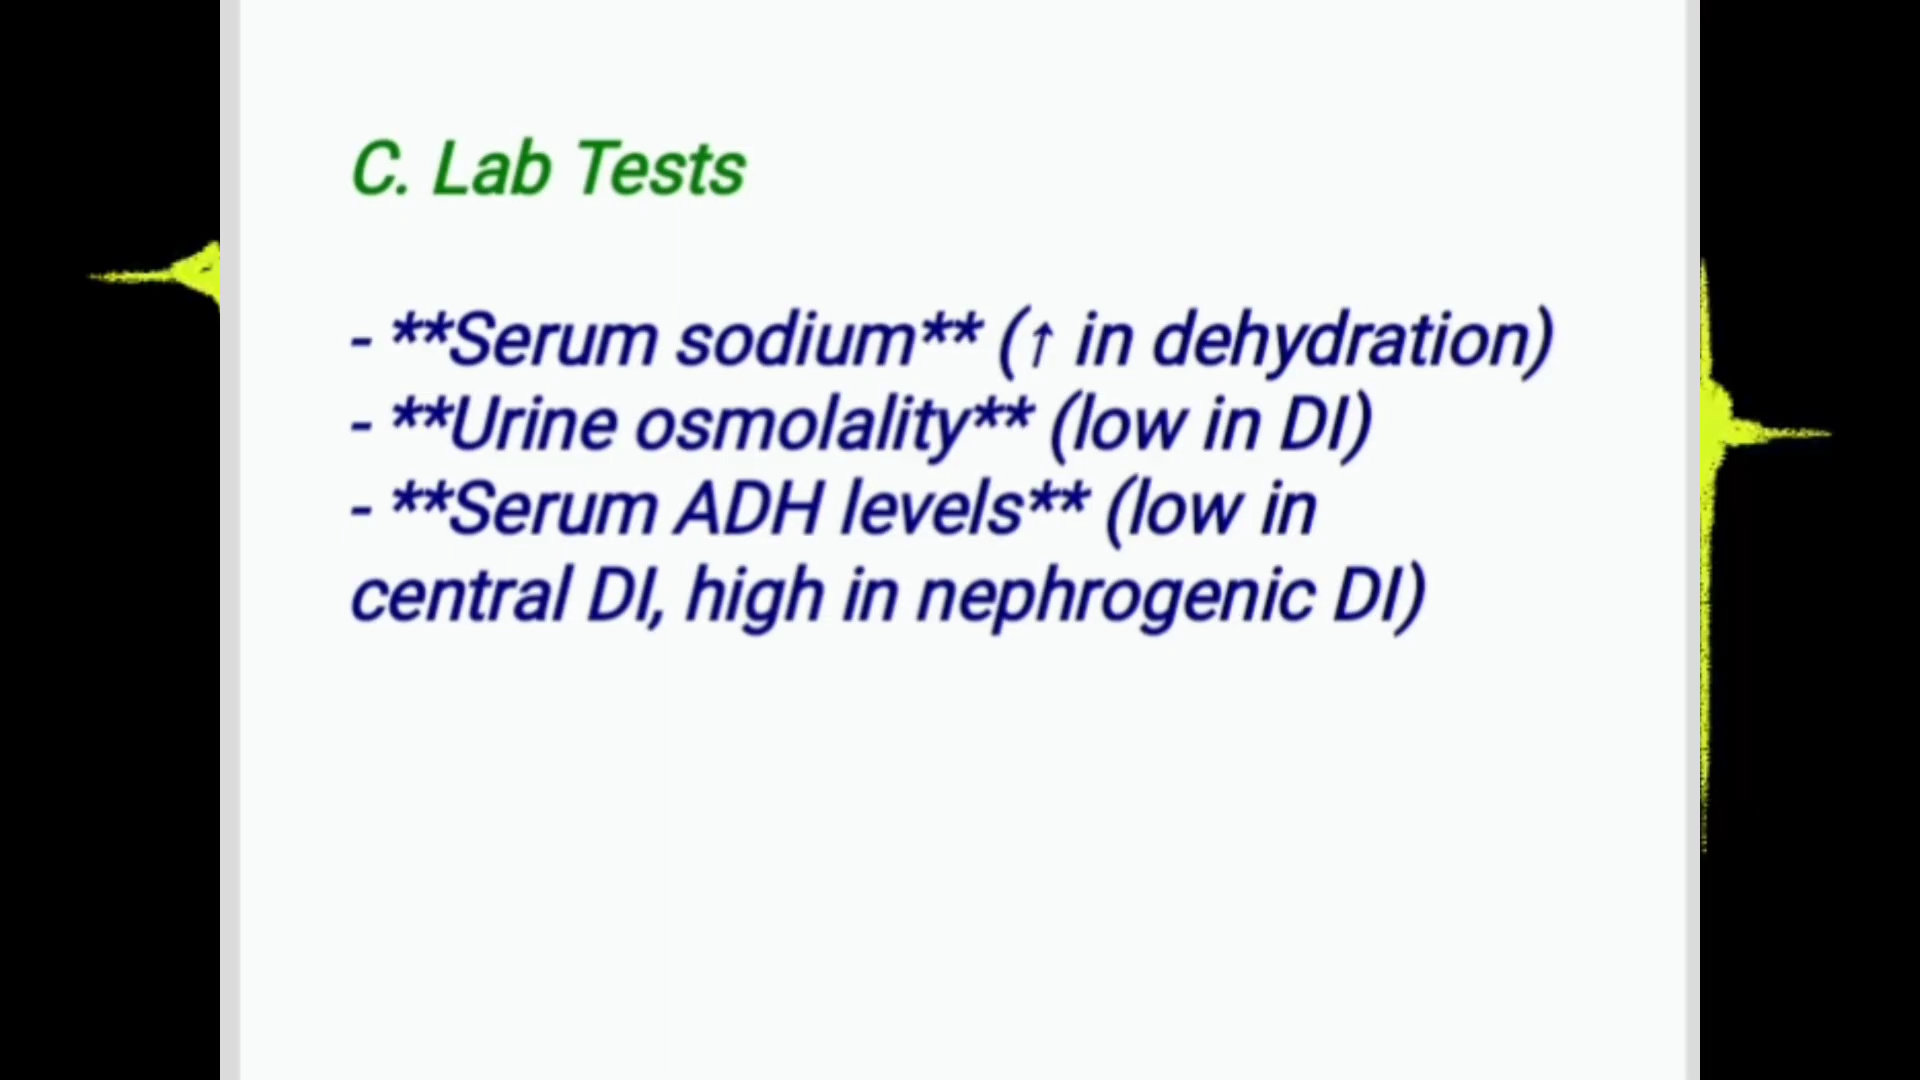 C. Lab Tests
- **Serum sodium** (↑ in dehydration)
- **Urine osmolality** (low in DI)
- **Serum ADH levels** (low in
central DI, high in nephrogenic DI)